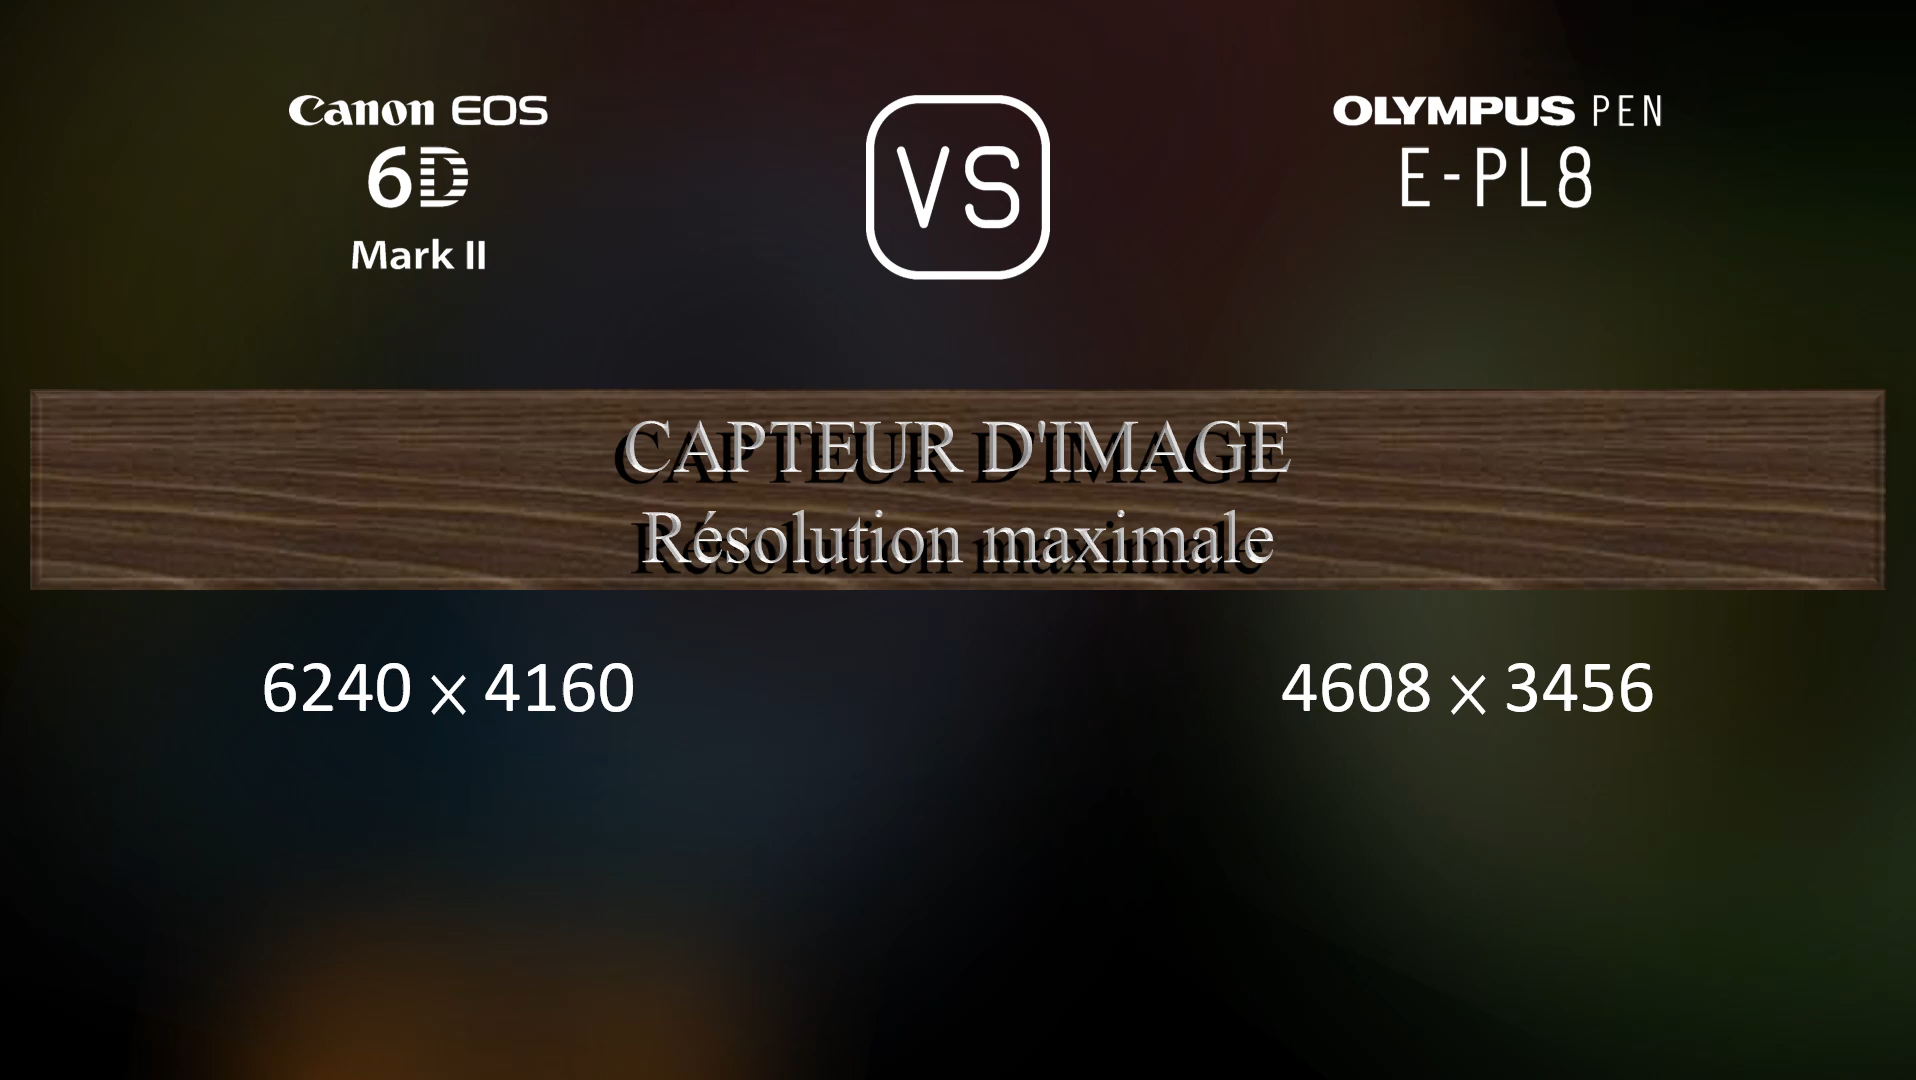 Canon EOS
6D
Mark II
VS
OLYMPUS PEN
E-PL8
CAPTEUR D'IMAGE
Résolution maximale
6240 x 4160
4608 x 3456